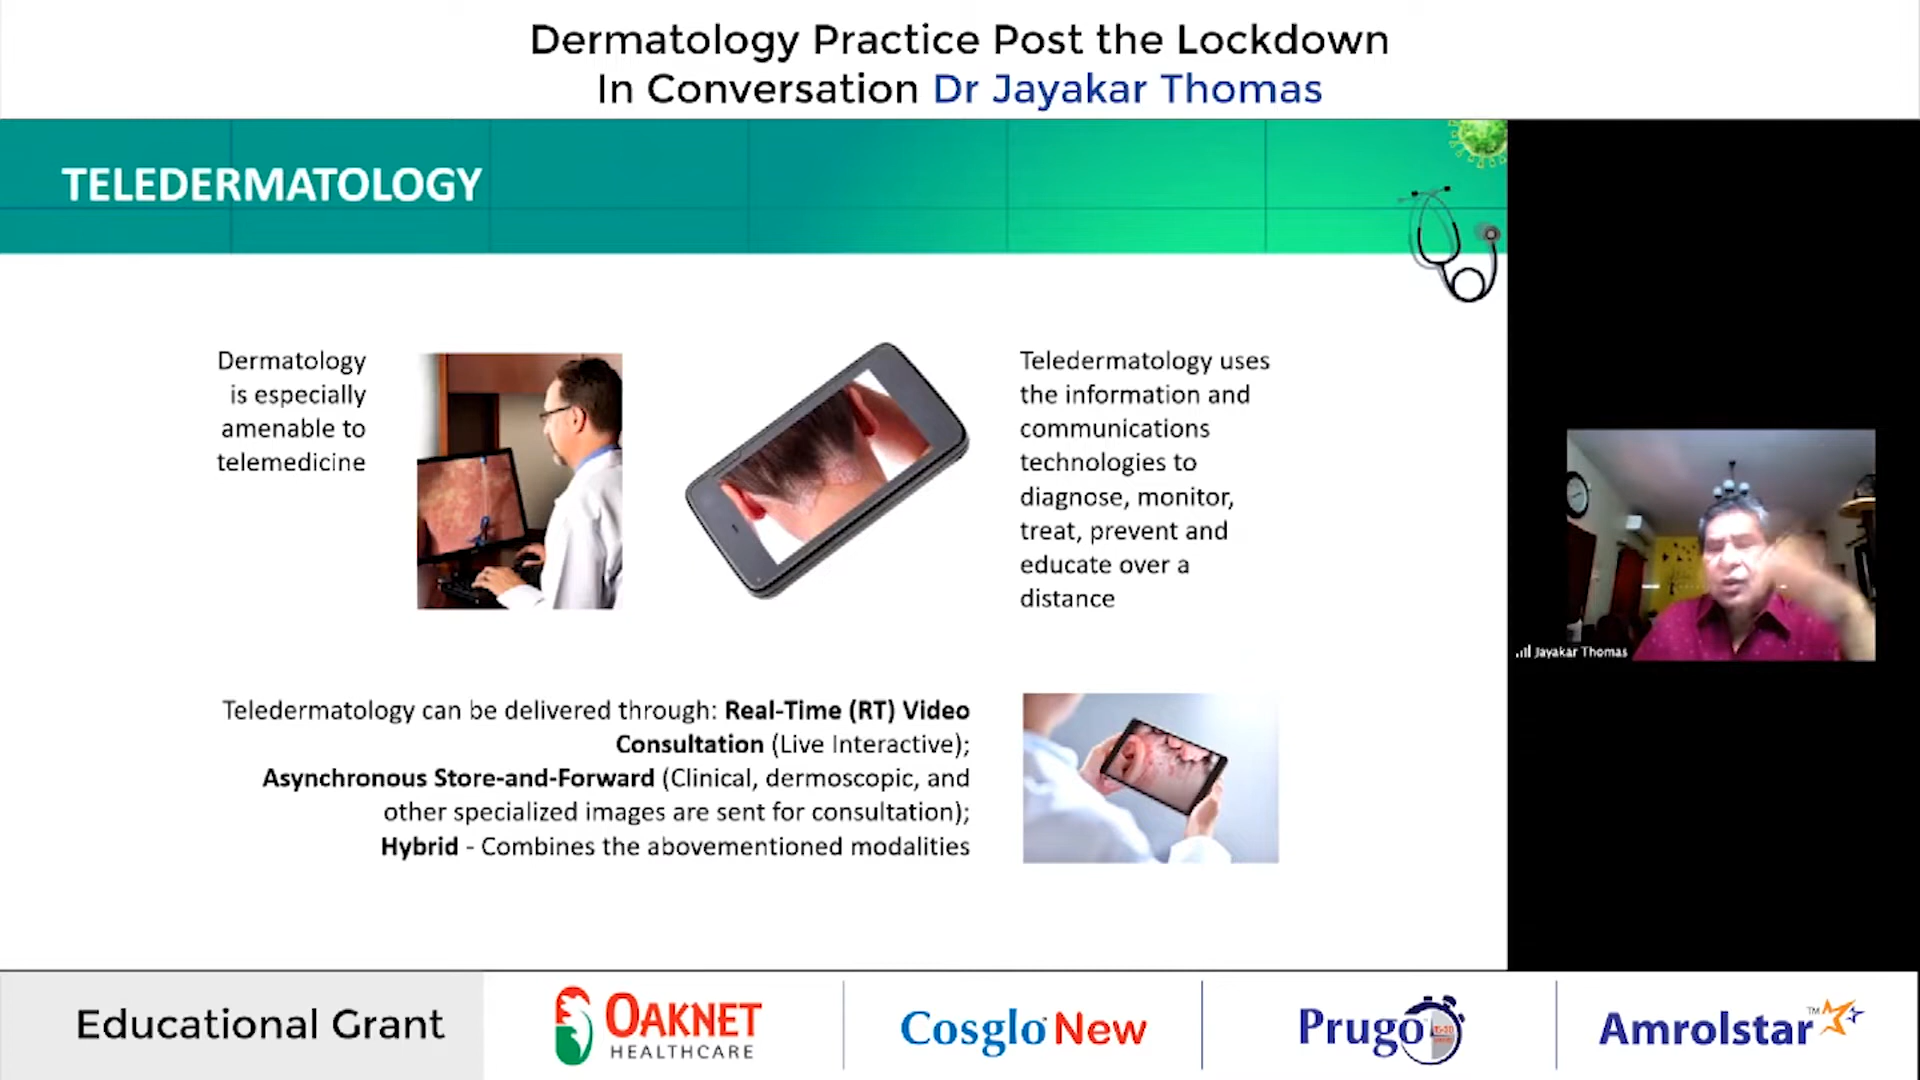 Dermatology Practice Post the Lockdown
In Conversation Dr Jayakar Thomas
TELEDERMATOLOGY
Dermatology
is especially
amenable to
telemedicine
Teledermatology uses
the information and
communications
technologies to
diagnose, monitor,
treat, prevent and
educate over a
distance
Jayakar Thomas
Teledermatology can be delivered through: Real-Time (RT) Video
Consultation (Live Interactive);
Asynchronous Store-and-Forward (Clinical, dermoscopic, and
other specialized images are sent for consultation);
Hybrid - Combines the abovementioned modalities
Educational Grant
OAKNET
HEALTHCARE
Cosglo New
Prugo
Amrolstar™